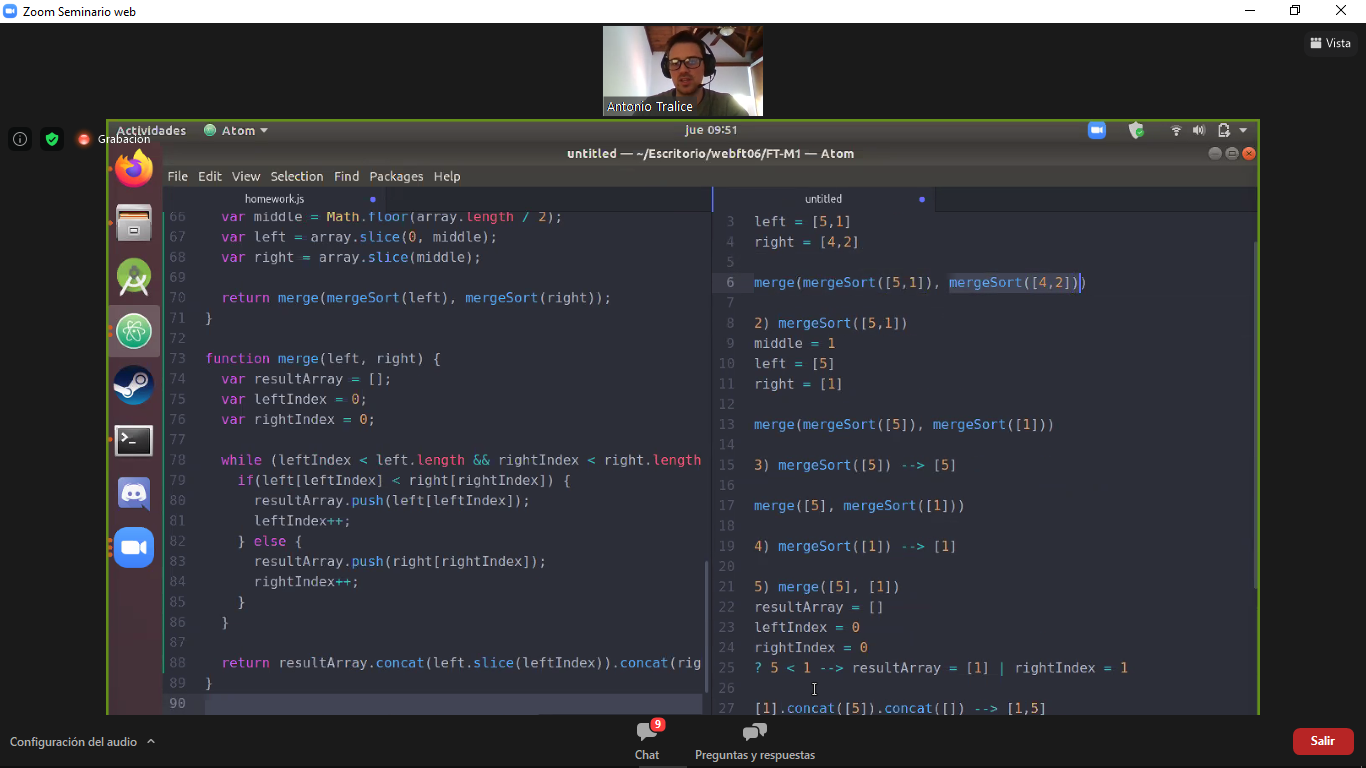 Zoom Seminario web
Vista
Antonio Tralice
Grabación
Actividades
Atom
jue 09:51
untitled — ~/Escritorio/webft06/FT-M1 — Atom
File Edit View Selection Find Packages Help
homework.js
66 var middle = Math.floor(array.length / 2);
67 var left = array.slice(0, middle);
68 var right = array.slice(middle);
69
70 return merge(mergeSort(left), mergeSort(right));
71 }
72
73 function merge(left, right) {
74 var resultArray = [];
75 var leftIndex = 0;
76 var rightIndex = 0;
77
78 while (leftIndex < left.length && rightIndex < right.length
79 if(left[leftIndex] < right[rightIndex]) {
80 resultArray.push(left[leftIndex]);
81 leftIndex++;
82 } else {
83 resultArray.push(right[rightIndex]);
84 rightIndex++;
85 }
86 }
87
88 return resultArray.concat(left.slice(leftIndex)).concat(rig
89 }
90
untitled
3 left = [5,1]
4 right = [4,2]
5
6 merge(mergeSort([5,1]), mergeSort([4,2]))
7
8 2) mergeSort([5,1])
9 middle = 1
10 left = [5]
11 right = [1]
12
13 merge(mergeSort([5]), mergeSort([1]))
14
15 3) mergeSort([5]) --> [5]
16
17 merge([5], mergeSort([1]))
18
19 4) mergeSort([1]) --> [1]
20
21 5) merge([5], [1])
22 resultArray = []
23 leftIndex = 0
24 rightIndex = 0
25 ? 5 < 1 --> resultArray = [1] | rightIndex = 1
26
27 [1].concat([5]).concat([]) --> [1,5]
Configuración del audio
9
Chat
Preguntas y respuestas
Salir